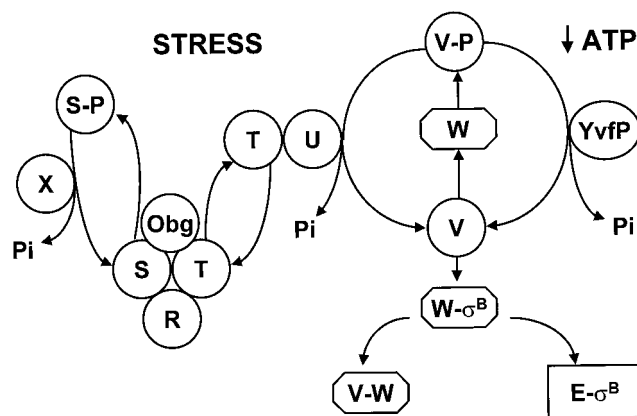 STRESS
V-P
↓ ATP
S-P
T
U
W
YvfP
X
Pi
Pi
Pi
Obg
S
T
V
R
W-σᴮ
V-W
E-σᴮ